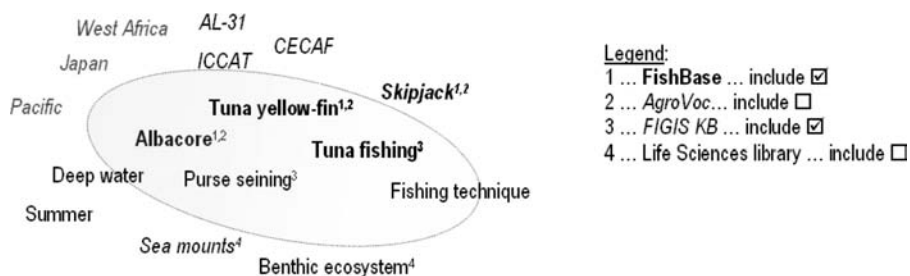 West Africa
AL-31
CECAF
Japan
ICCAT
Pacific
Skipjack1,2
Tuna yellow-fin1,2
Albacore1,2
Tuna fishing3
Deep water
Purse seining3
Fishing technique
Summer
Sea mounts4
Benthic ecosystem4
Legend:
1 ... FishBase ... include ☑
2 ... AgroVoc... include ☐
3 ... FIGIS KB ... include ☑
4 ... Life Sciences library ... include ☐